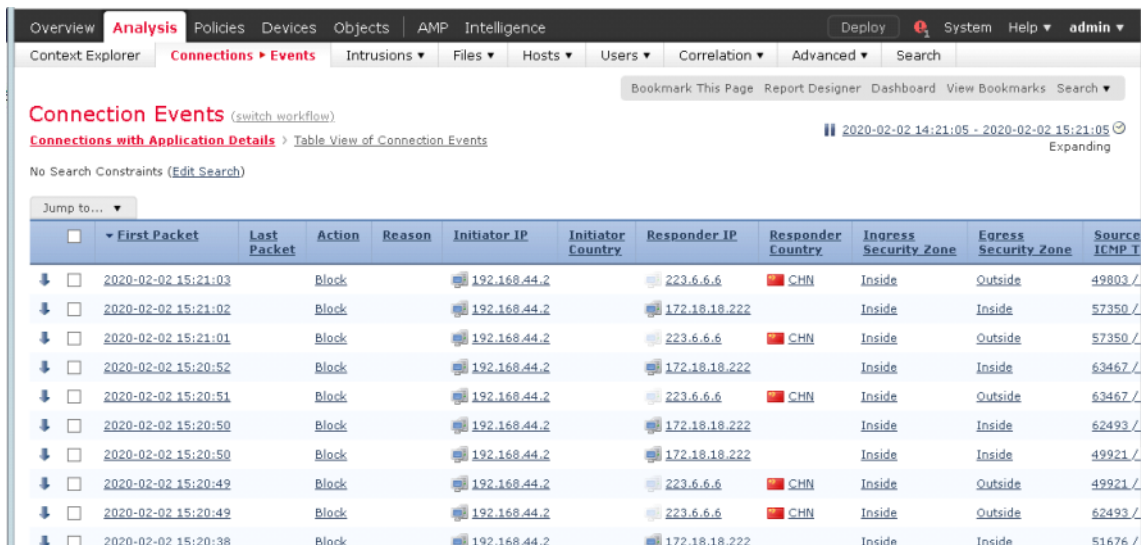 Overview Analysis Policies Devices Objects AMP Intelligence Deploy 1 System Help ▼ admin ▼
Context Explorer Connections ▸ Events Intrusions ▼ Files ▼ Hosts ▼ Users ▼ Correlation ▼ Advanced ▼ Search
Bookmark This Page Report Designer Dashboard View Bookmarks Search ▼
Connection Events (switch workflow)
2020-02-02 14:21:05 - 2020-02-02 15:21:05
Connections with Application Details > Table View of Connection Events
Expanding
No Search Constraints (Edit Search)
Jump to... ▼
▼ First Packet Last Packet Action Reason Initiator IP Initiator Country Responder IP Responder Country Ingress Security Zone Egress Security Zone Source ICMP T
2020-02-02 15:21:03 Block 192.168.44.2 223.6.6.6 CHN Inside Outside 49803 /
2020-02-02 15:21:02 Block 192.168.44.2 172.18.18.222 Inside Inside 57350 /
2020-02-02 15:21:01 Block 192.168.44.2 223.6.6.6 CHN Inside Outside 57350 /
2020-02-02 15:20:52 Block 192.168.44.2 172.18.18.222 Inside Inside 63467 /
2020-02-02 15:20:51 Block 192.168.44.2 223.6.6.6 CHN Inside Outside 63467 /
2020-02-02 15:20:50 Block 192.168.44.2 172.18.18.222 Inside Inside 62493 /
2020-02-02 15:20:50 Block 192.168.44.2 172.18.18.222 Inside Inside 49921 /
2020-02-02 15:20:49 Block 192.168.44.2 223.6.6.6 CHN Inside Outside 49921 /
2020-02-02 15:20:49 Block 192.168.44.2 223.6.6.6 CHN Inside Outside 62493 /
2020-02-02 15:20:38 Block 192.168.44.2 172.18.18.222 Inside Inside 51676 /